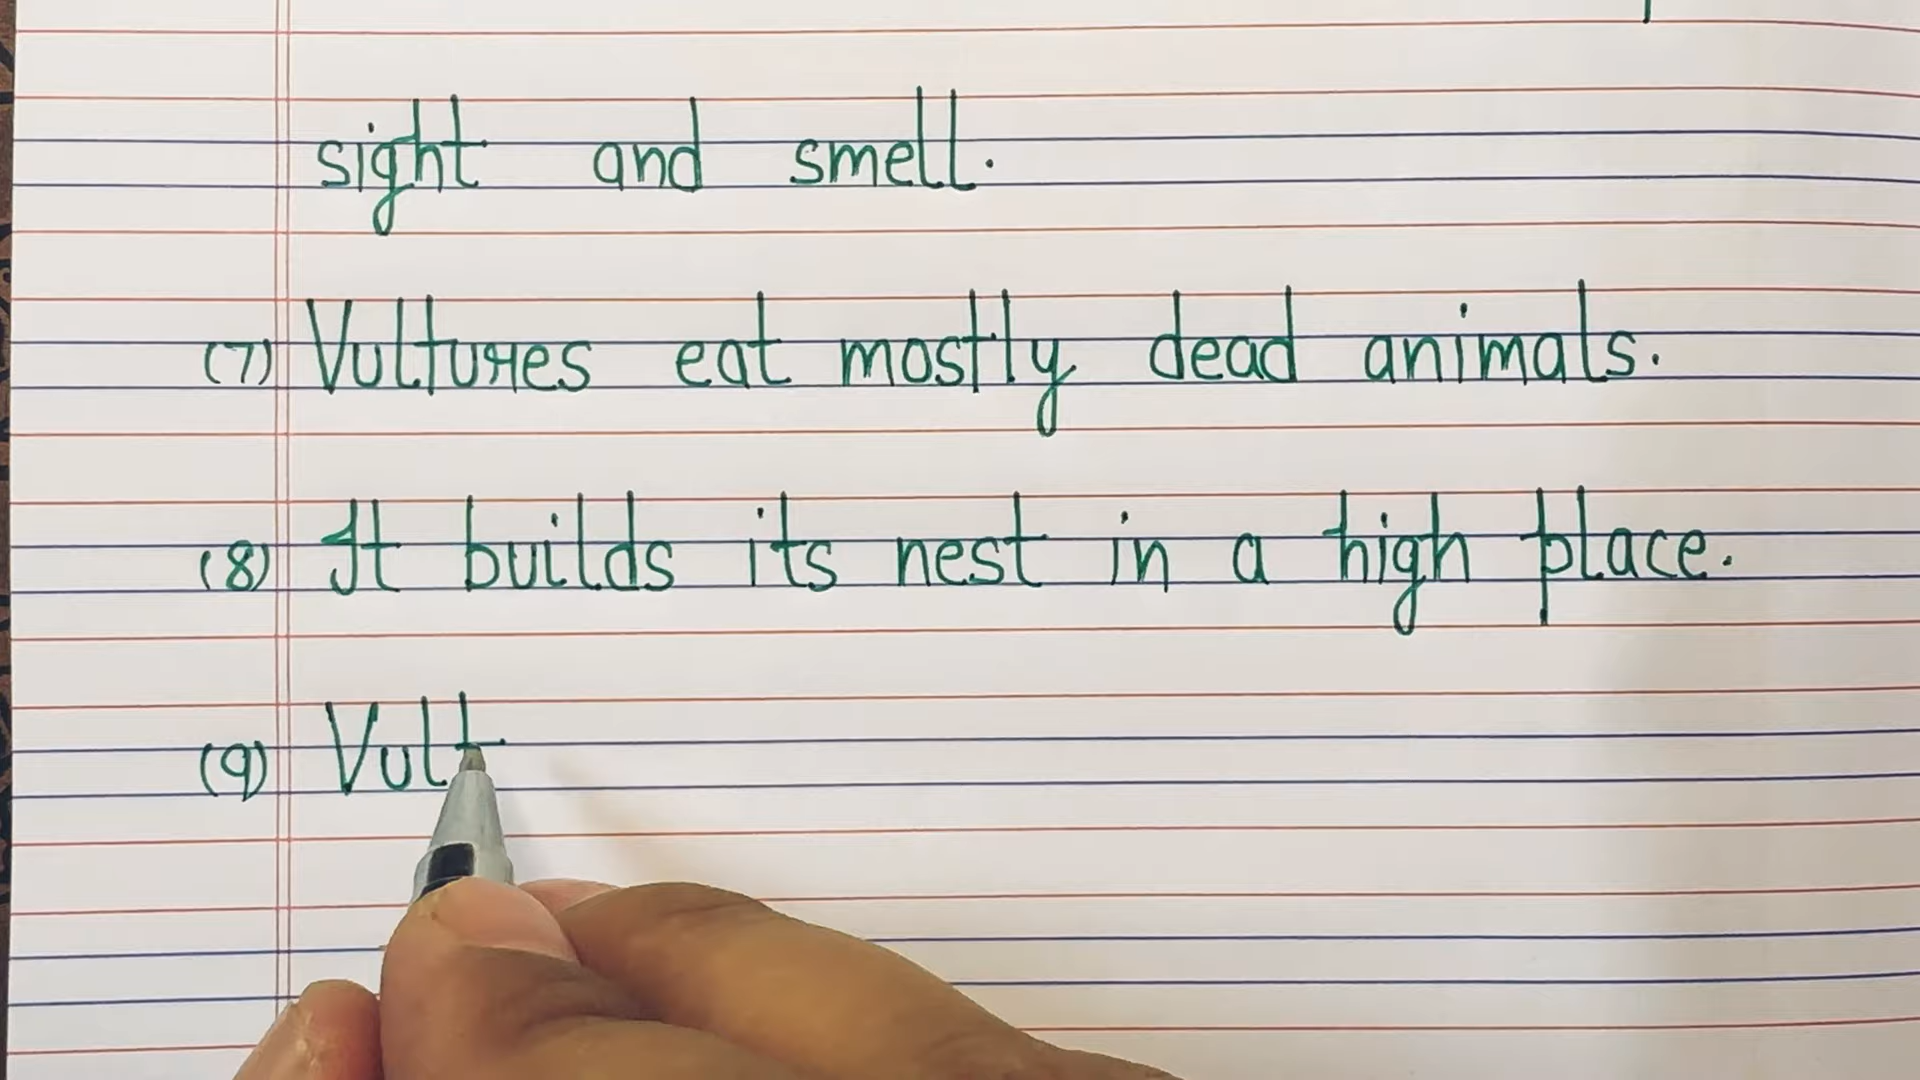 sight and smell.
(7) Vultures eat mostly dead animals.
(8) It builds its nest in a high place.
(9) Vult